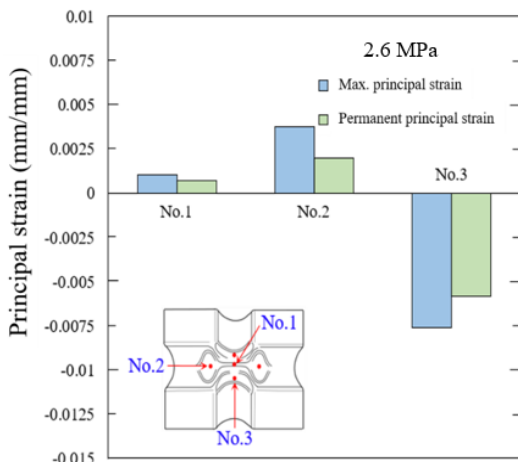 0.01
0.0075
0.005
0.0025
0
-0.0025
-0.005
-0.0075
-0.01
-0.0125
-0.015
Principal strain (mm/mm)
2.6 MPa
Max. principal strain
Permanent principal strain
No.1
No.2
No.3
No.1
No.2
No.3